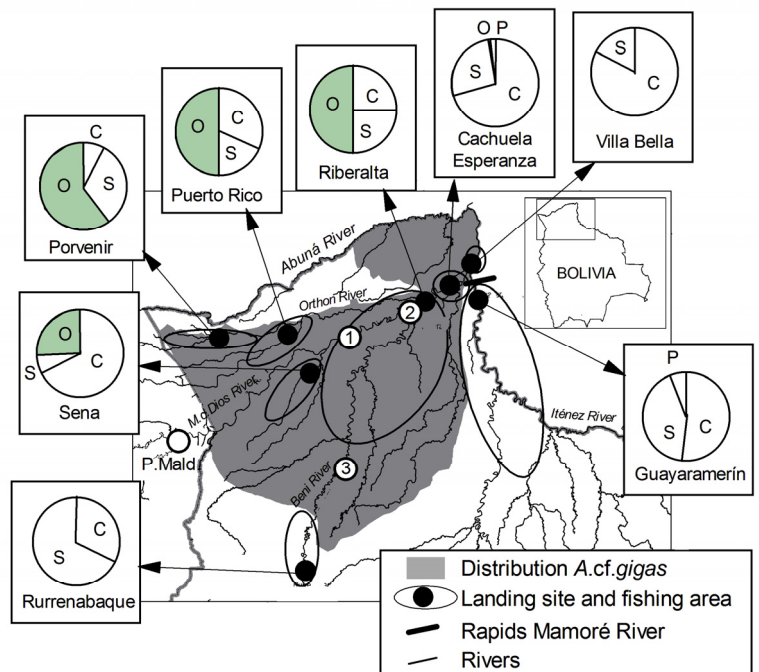 O P
S
C
Cachuela
Esperanza
S
C
Villa Bella
O
C
S
Riberalta
O
C
S
Puerto Rico
C
O
S
Porvenir
Abuná River
BOLIVIA
Orthon River
2
1
O
C
S
Sena
M.d.Dios River
P
S
C
Guayaramerín
Iténez River
P.Mald.
3
Beni River
C
S
Rurrenabaque
Distribution A.cf.gigas
Landing site and fishing area
Rapids Mamoré River
Rivers